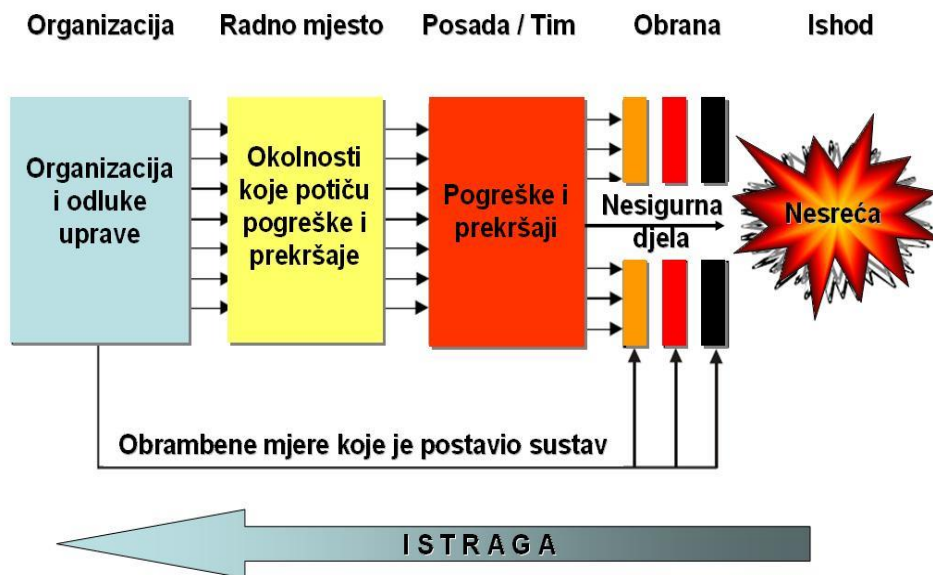 Organizacija
Radno mjesto
Posada / Tim
Obrana
Ishod
Organizacija
i odluke
uprave
Okolnosti
koje potiču
pogreške i
prekršaje
Pogreške i
prekršaji
Nesigurna
djela
Nesreća
Obrambene mjere koje je postavio sustav
I S T R A G A